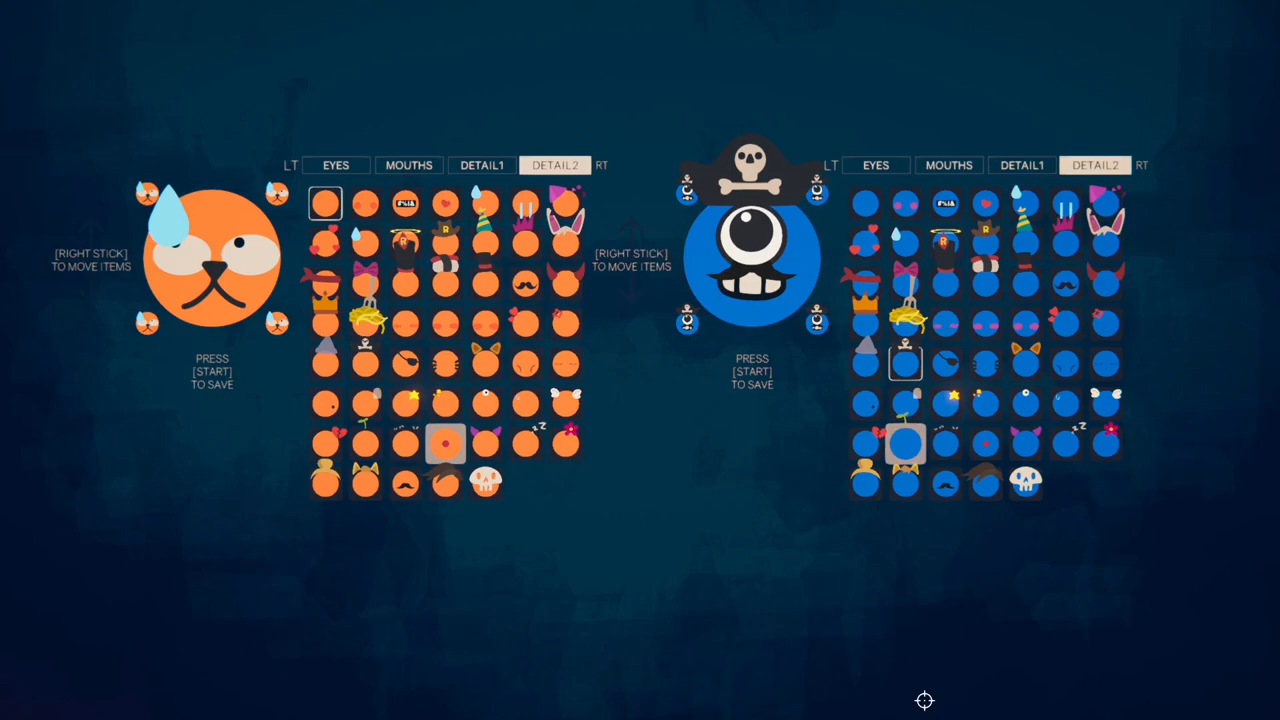 LT EYES MOUTHS DETAIL1 DETAIL2 RT
[RIGHT STICK]
TO MOVE ITEMS
PRESS
[START]
TO SAVE
LT EYES MOUTHS DETAIL1 DETAIL2 RT
[RIGHT STICK]
TO MOVE ITEMS
PRESS
[START]
TO SAVE